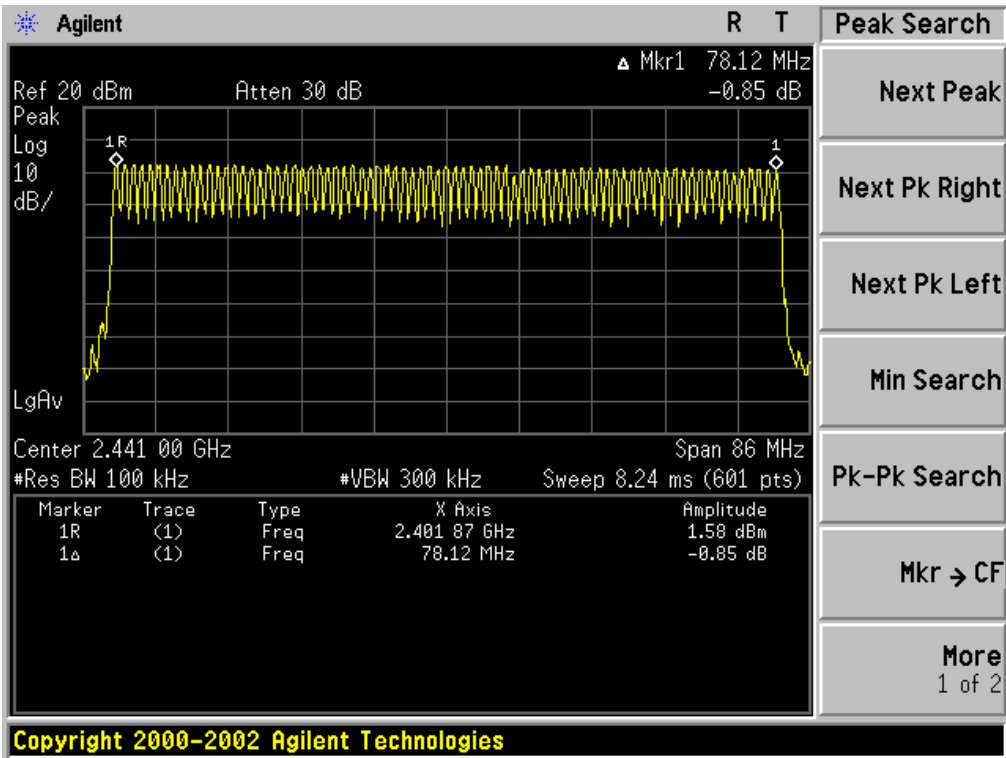 Agilent R T
Δ Mkr1 78.12 MHz
Ref 20 dBm Atten 30 dB -0.85 dB
Peak
Log
10
dB/
1R
1
LgAv
Center 2.441 00 GHz Span 86 MHz
#Res BW 100 kHz #VBW 300 kHz Sweep 8.24 ms (601 pts)
Marker Trace Type X Axis Amplitude
1R (1) Freq 2.401 87 GHz 1.58 dBm
1Δ (1) Freq 78.12 MHz -0.85 dB
Peak Search
Next Peak
Next Pk Right
Next Pk Left
Min Search
Pk-Pk Search
Mkr → CF
More
1 of 2
Copyright 2000-2002 Agilent Technologies